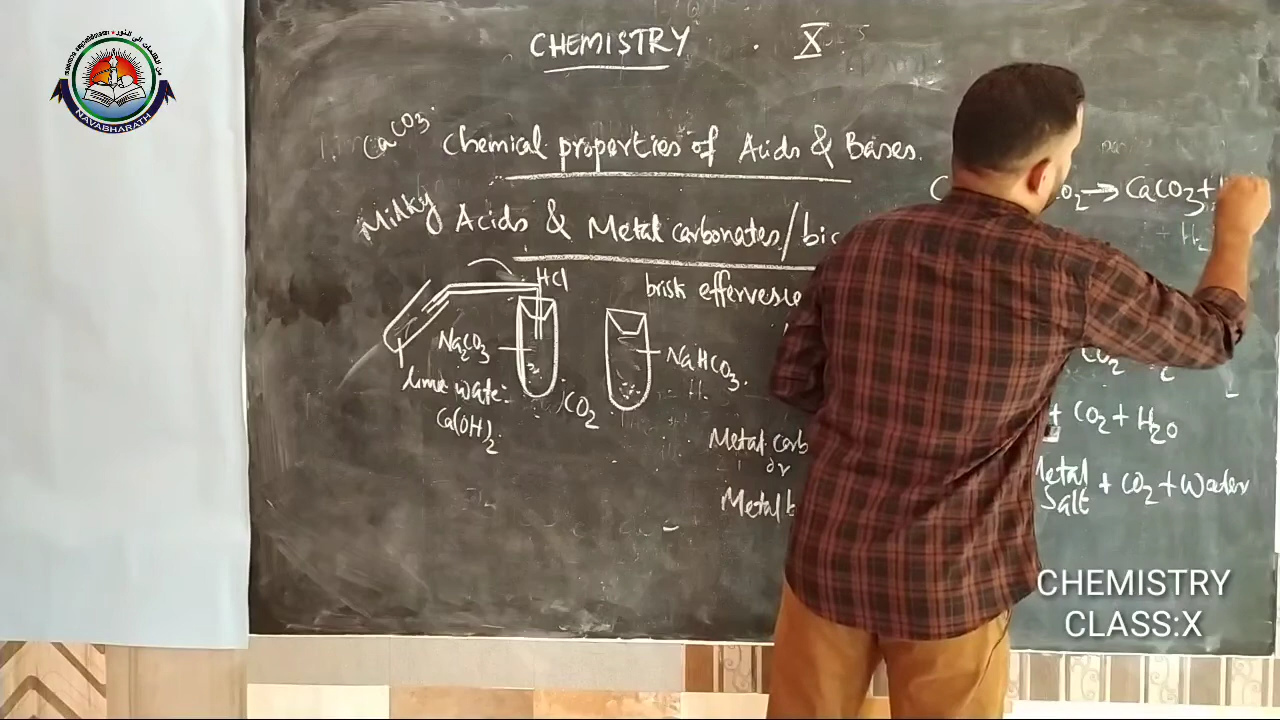 NAVABHARATH
CHEMISTRY . X
CaCO3
Chemical properties of Acids & Bases.
CO2 → CaCO3 +
+ H2
Milky
Acids & Metal carbonates/bic
HCl
brisk effervesce
Na2CO3
NaHCO3.
lime wate:
Ca(OH)2
CO2
CO2
+ CO2 + H2O
Metal carb
or
Metal b
Metal Salt + CO2 + Water
CHEMISTRY
CLASS:X